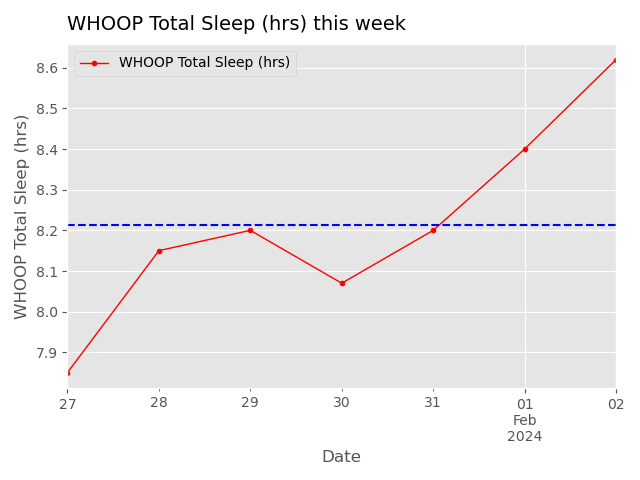 WHOOP Total Sleep (hrs) this week
WHOOP Total Sleep (hrs)
WHOOP Total Sleep (hrs)
8.6
8.5
8.4
8.3
8.2
8.1
8.0
7.9
27 28 29 30 31 01 02
Feb
2024
Date